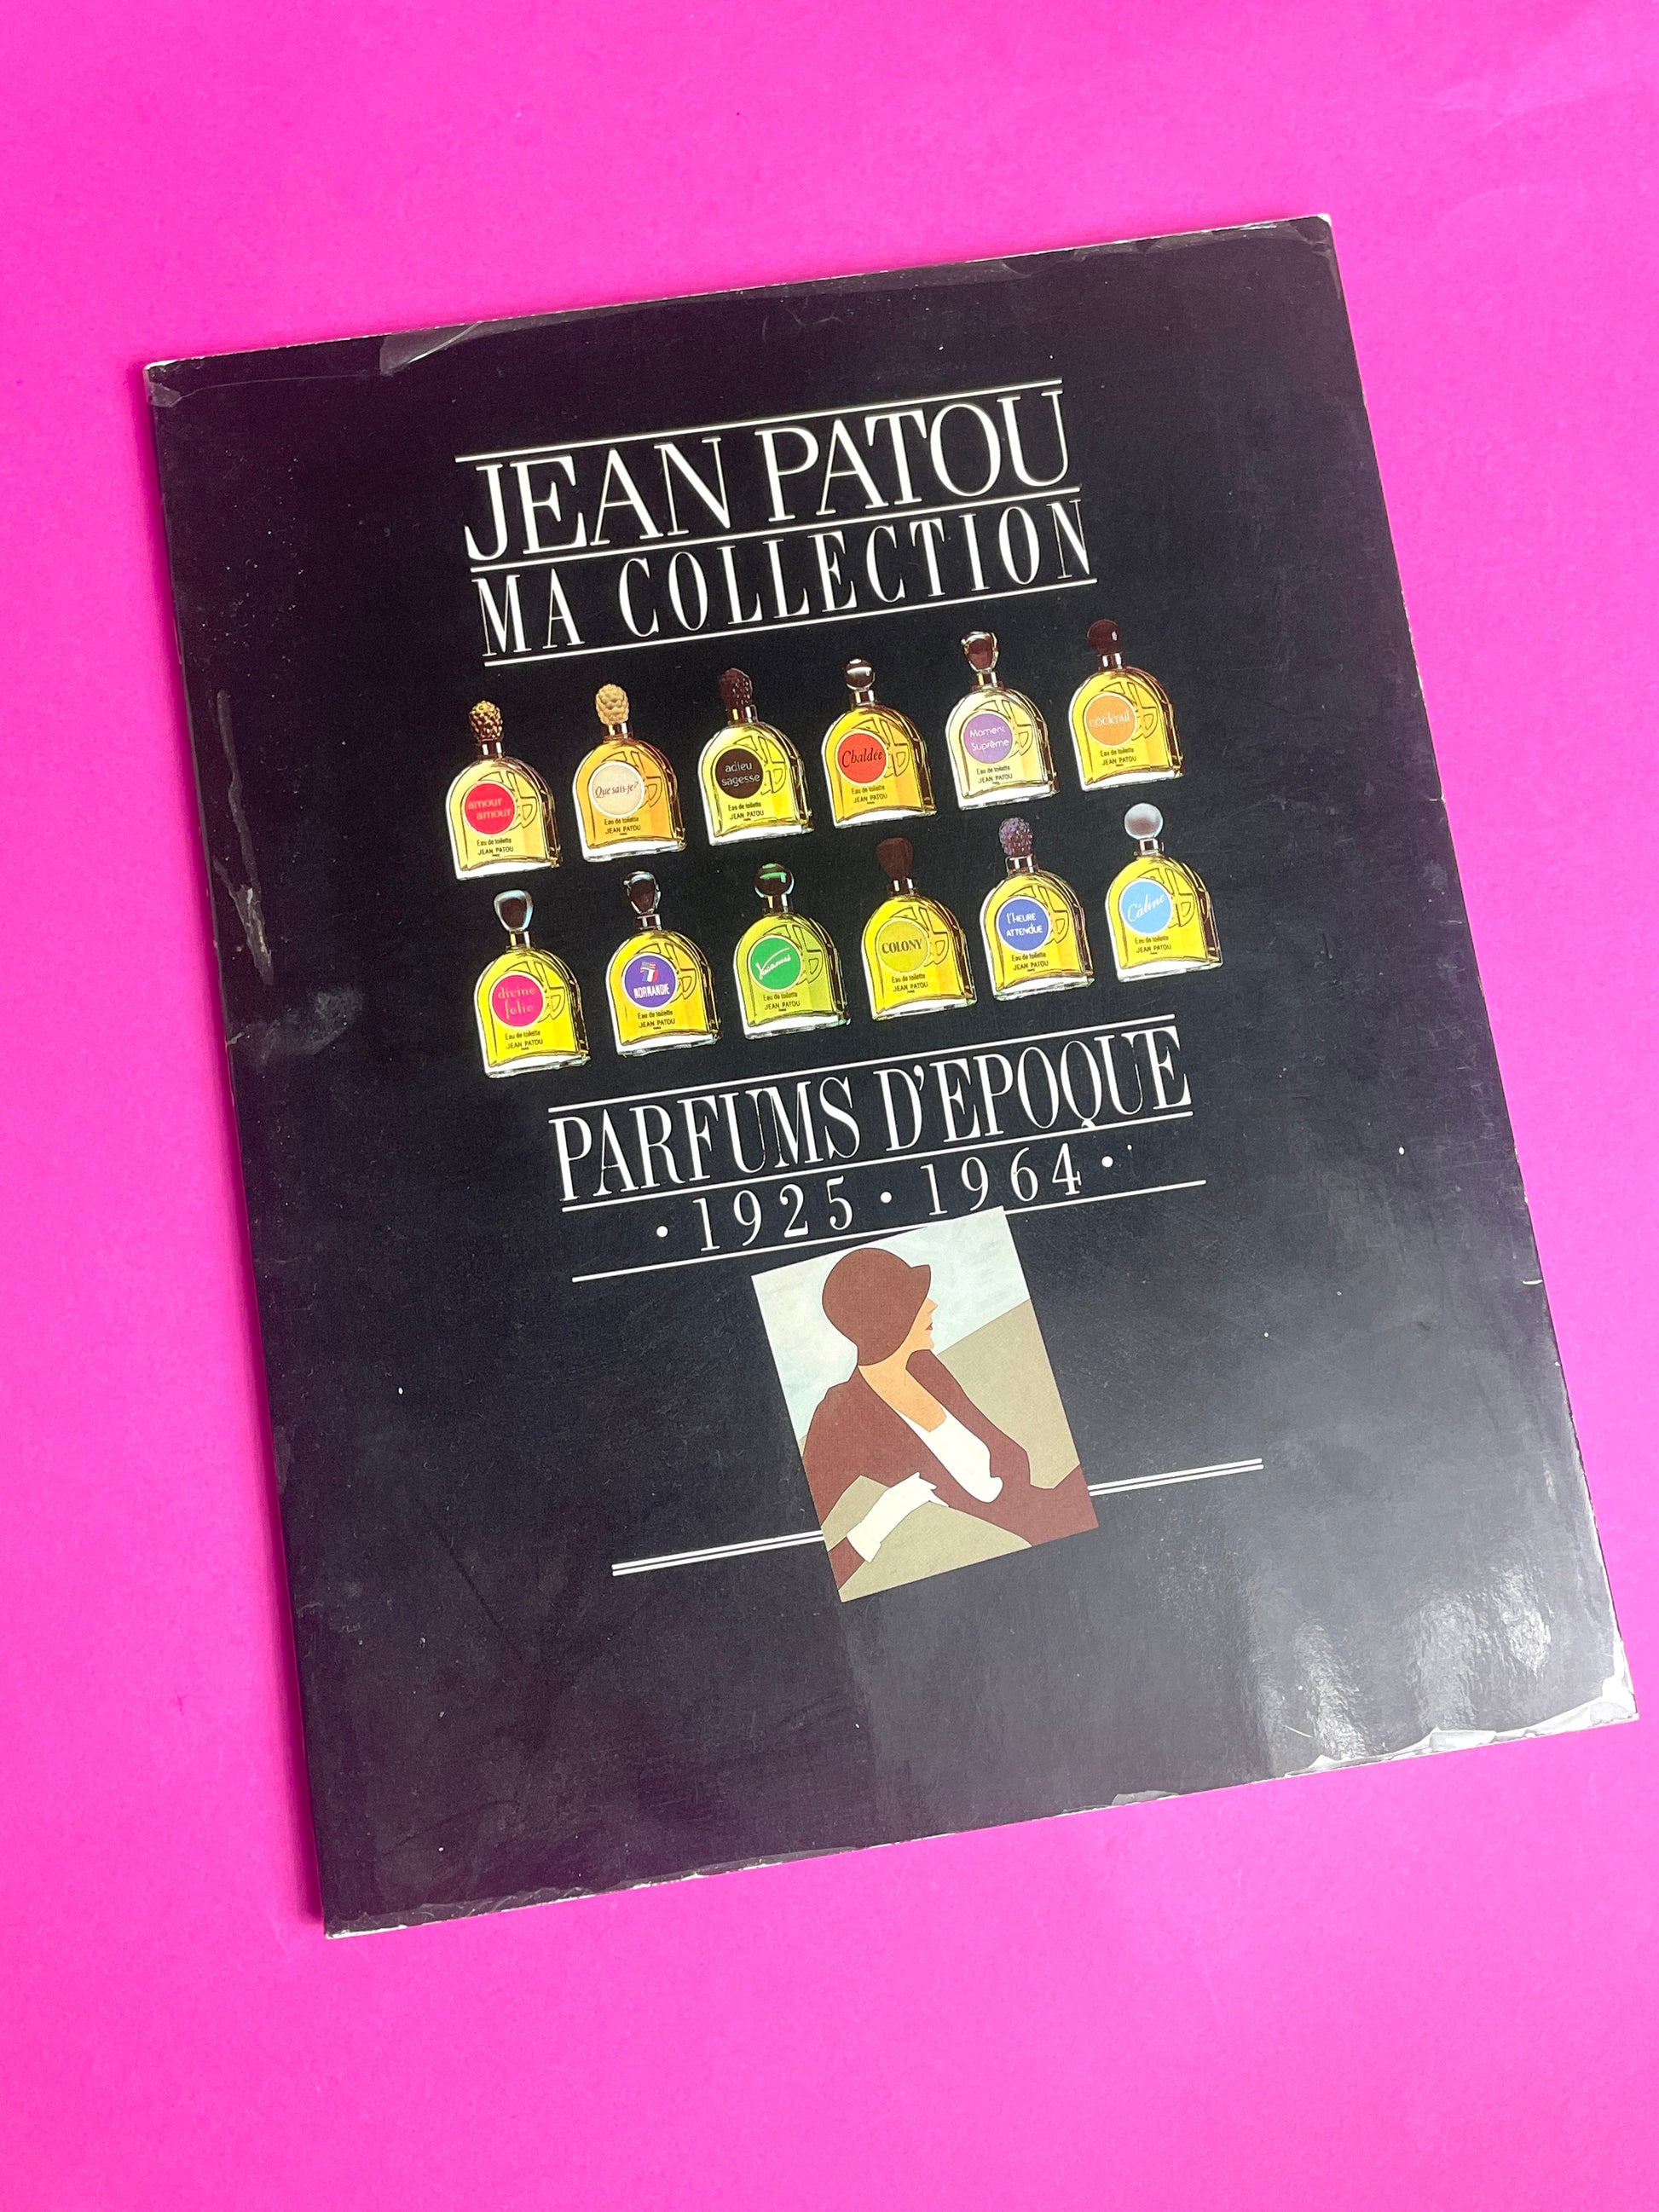 JEAN PATOU
MA COLLECTION
amour
amour
Eau de toilette
JEAN PATOU
Que sais-je?
Eau de toilette
JEAN PATOU
adieu
sagesse
Eau de toilette
JEAN PATOU
Chaldée
Eau de toilette
JEAN PATOU
Moment
Suprême
Eau de toilette
JEAN PATOU
cocktail
Eau de toilette
JEAN PATOU
divine
folie
Eau de toilette
JEAN PATOU
NORMANDIE
Eau de toilette
JEAN PATOU
Vacances
Eau de toilette
JEAN PATOU
COLONY
Eau de toilette
JEAN PATOU
l'HEURE
ATTENDUE
Eau de toilette
JEAN PATOU
Câline
Eau de toilette
JEAN PATOU
PARFUMS D'EPOQUE
· 1925 · 1964 ·